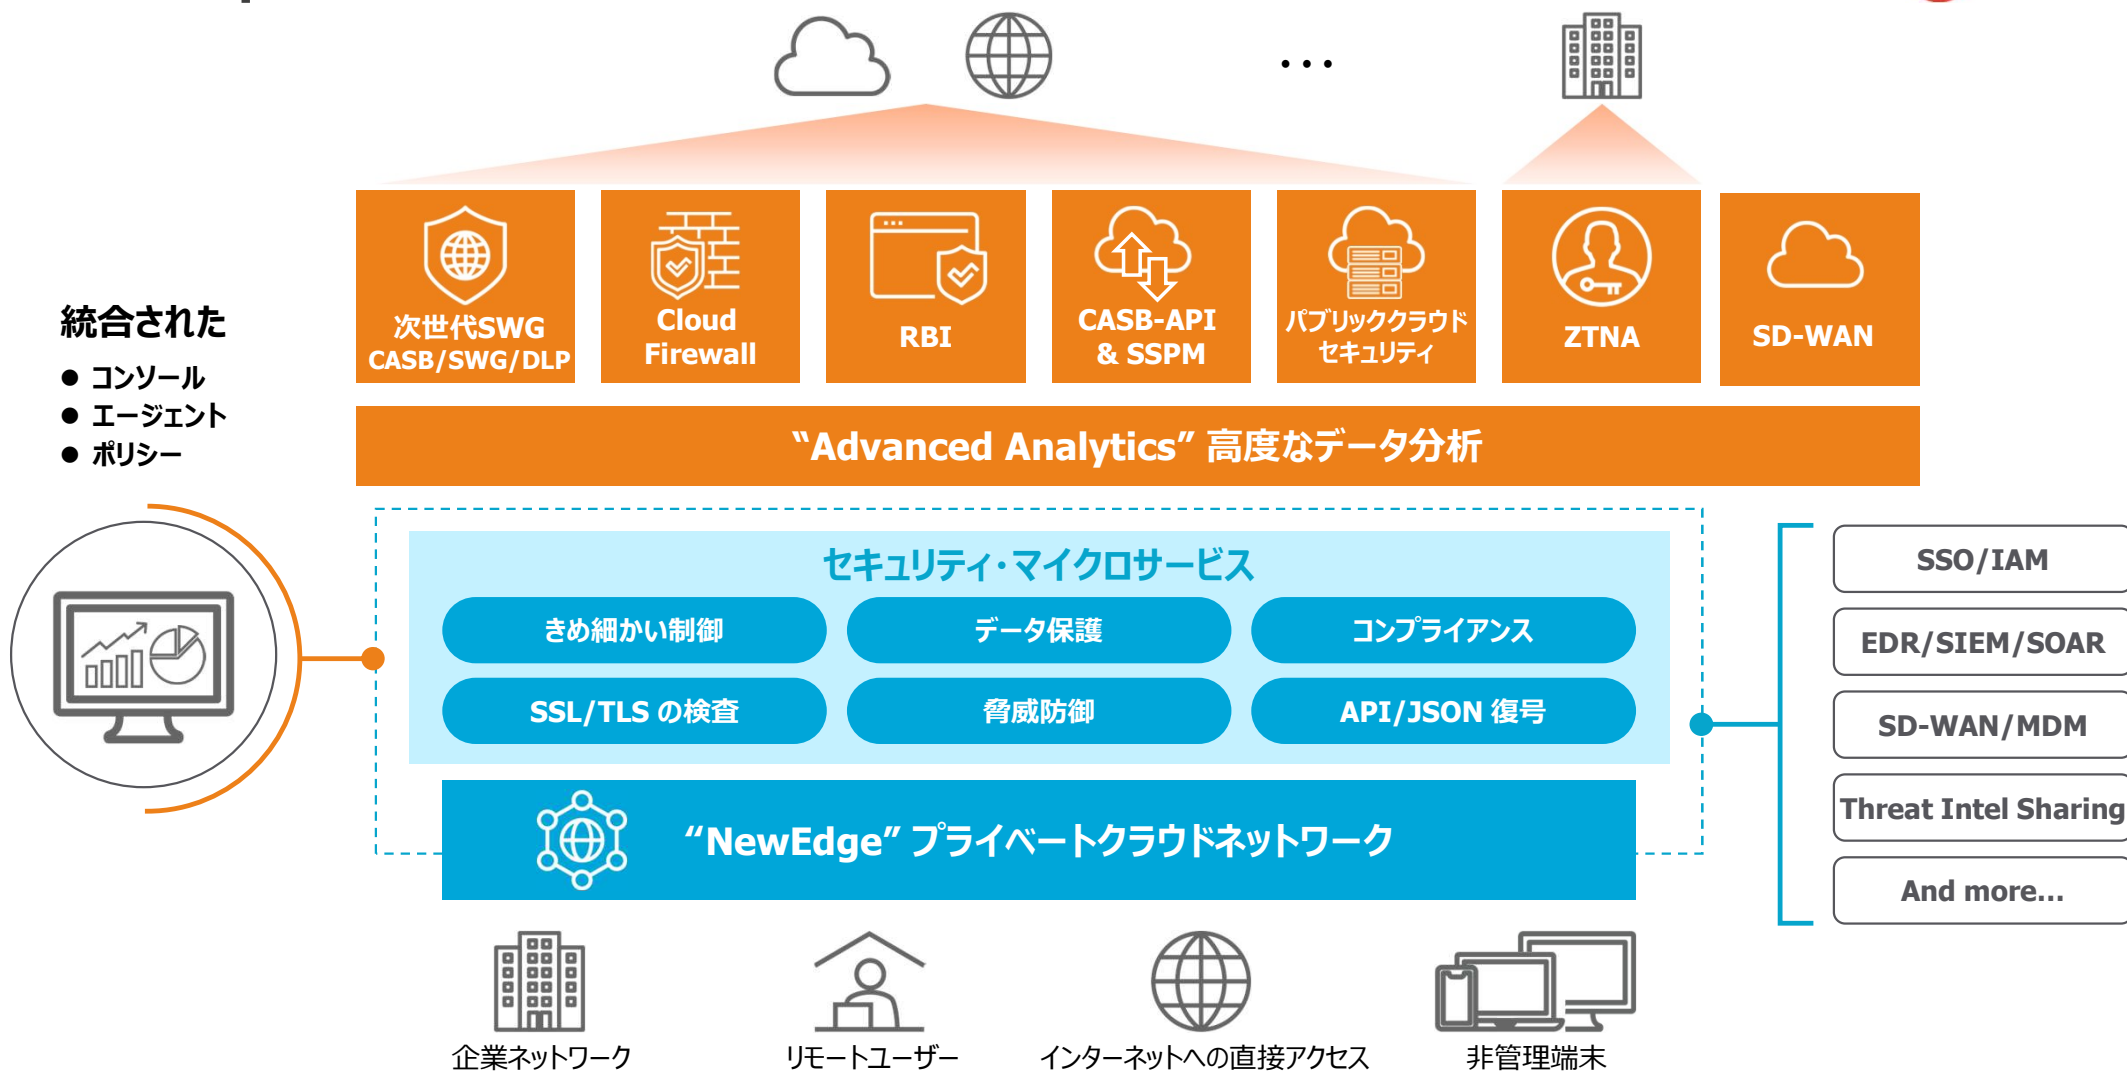 ...
次世代SWG
CASB/SWG/DLP
Cloud
Firewall
RBI
CASB-API
& SSPM
パブリッククラウド
セキュリティ
ZTNA
SD-WAN
統合された
● コンソール
● エージェント
● ポリシー
“Advanced Analytics” 高度なデータ分析
セキュリティ・マイクロサービス
きめ細かい制御
データ保護
コンプライアンス
SSL/TLS の検査
脅威防御
API/JSON 復号
“NewEdge” プライベートクラウドネットワーク
SSO/IAM
EDR/SIEM/SOAR
SD-WAN/MDM
Threat Intel Sharing
And more...
企業ネットワーク
リモートユーザー
インターネットへの直接アクセス
非管理端末